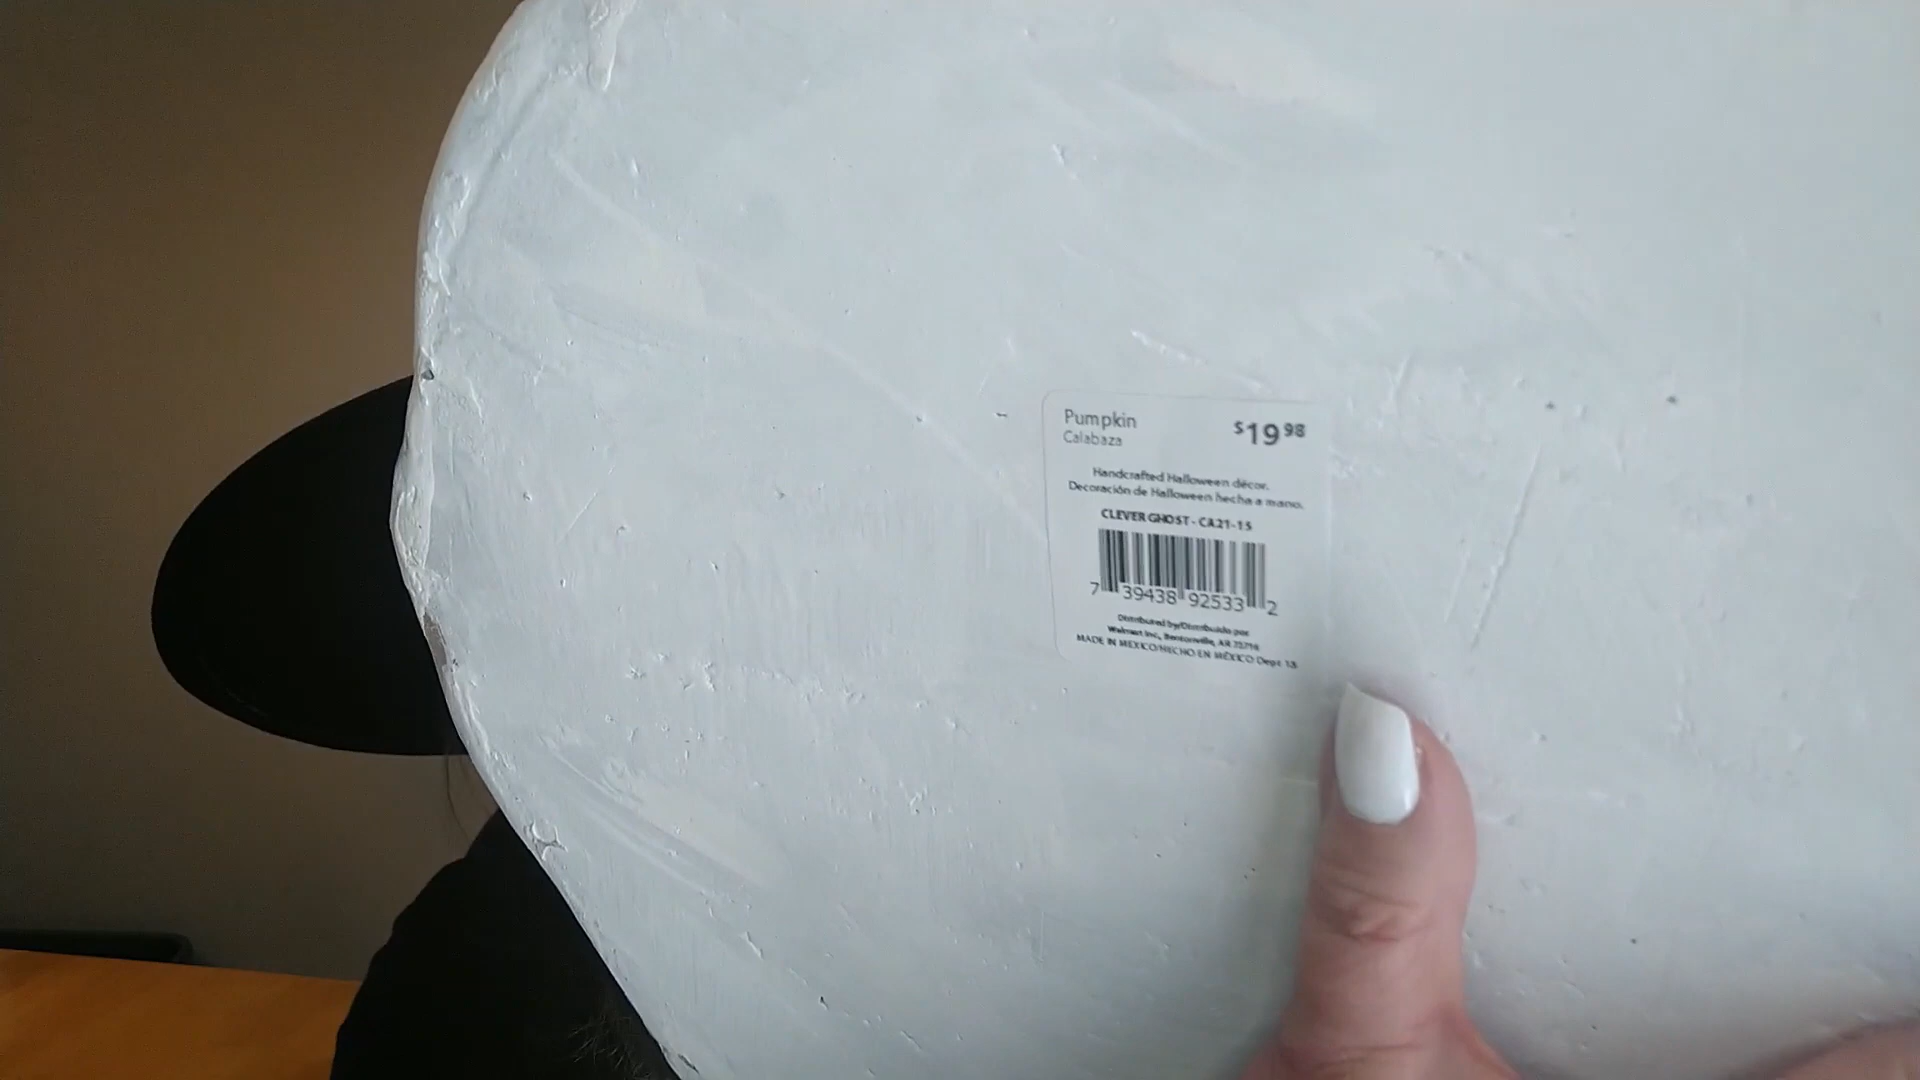 Pumpkin
Calabaza
$19 98
Handcrafted Halloween décor.
Decoración de Halloween hecha a mano.
CLEVER GHOST - CA21-15
7 39438 92533 2
Distributed by/Distribuido por
Walmart Inc., Bentonville, AR 72716
MADE IN MEXICO/HECHO EN MÉXICO Dept 18